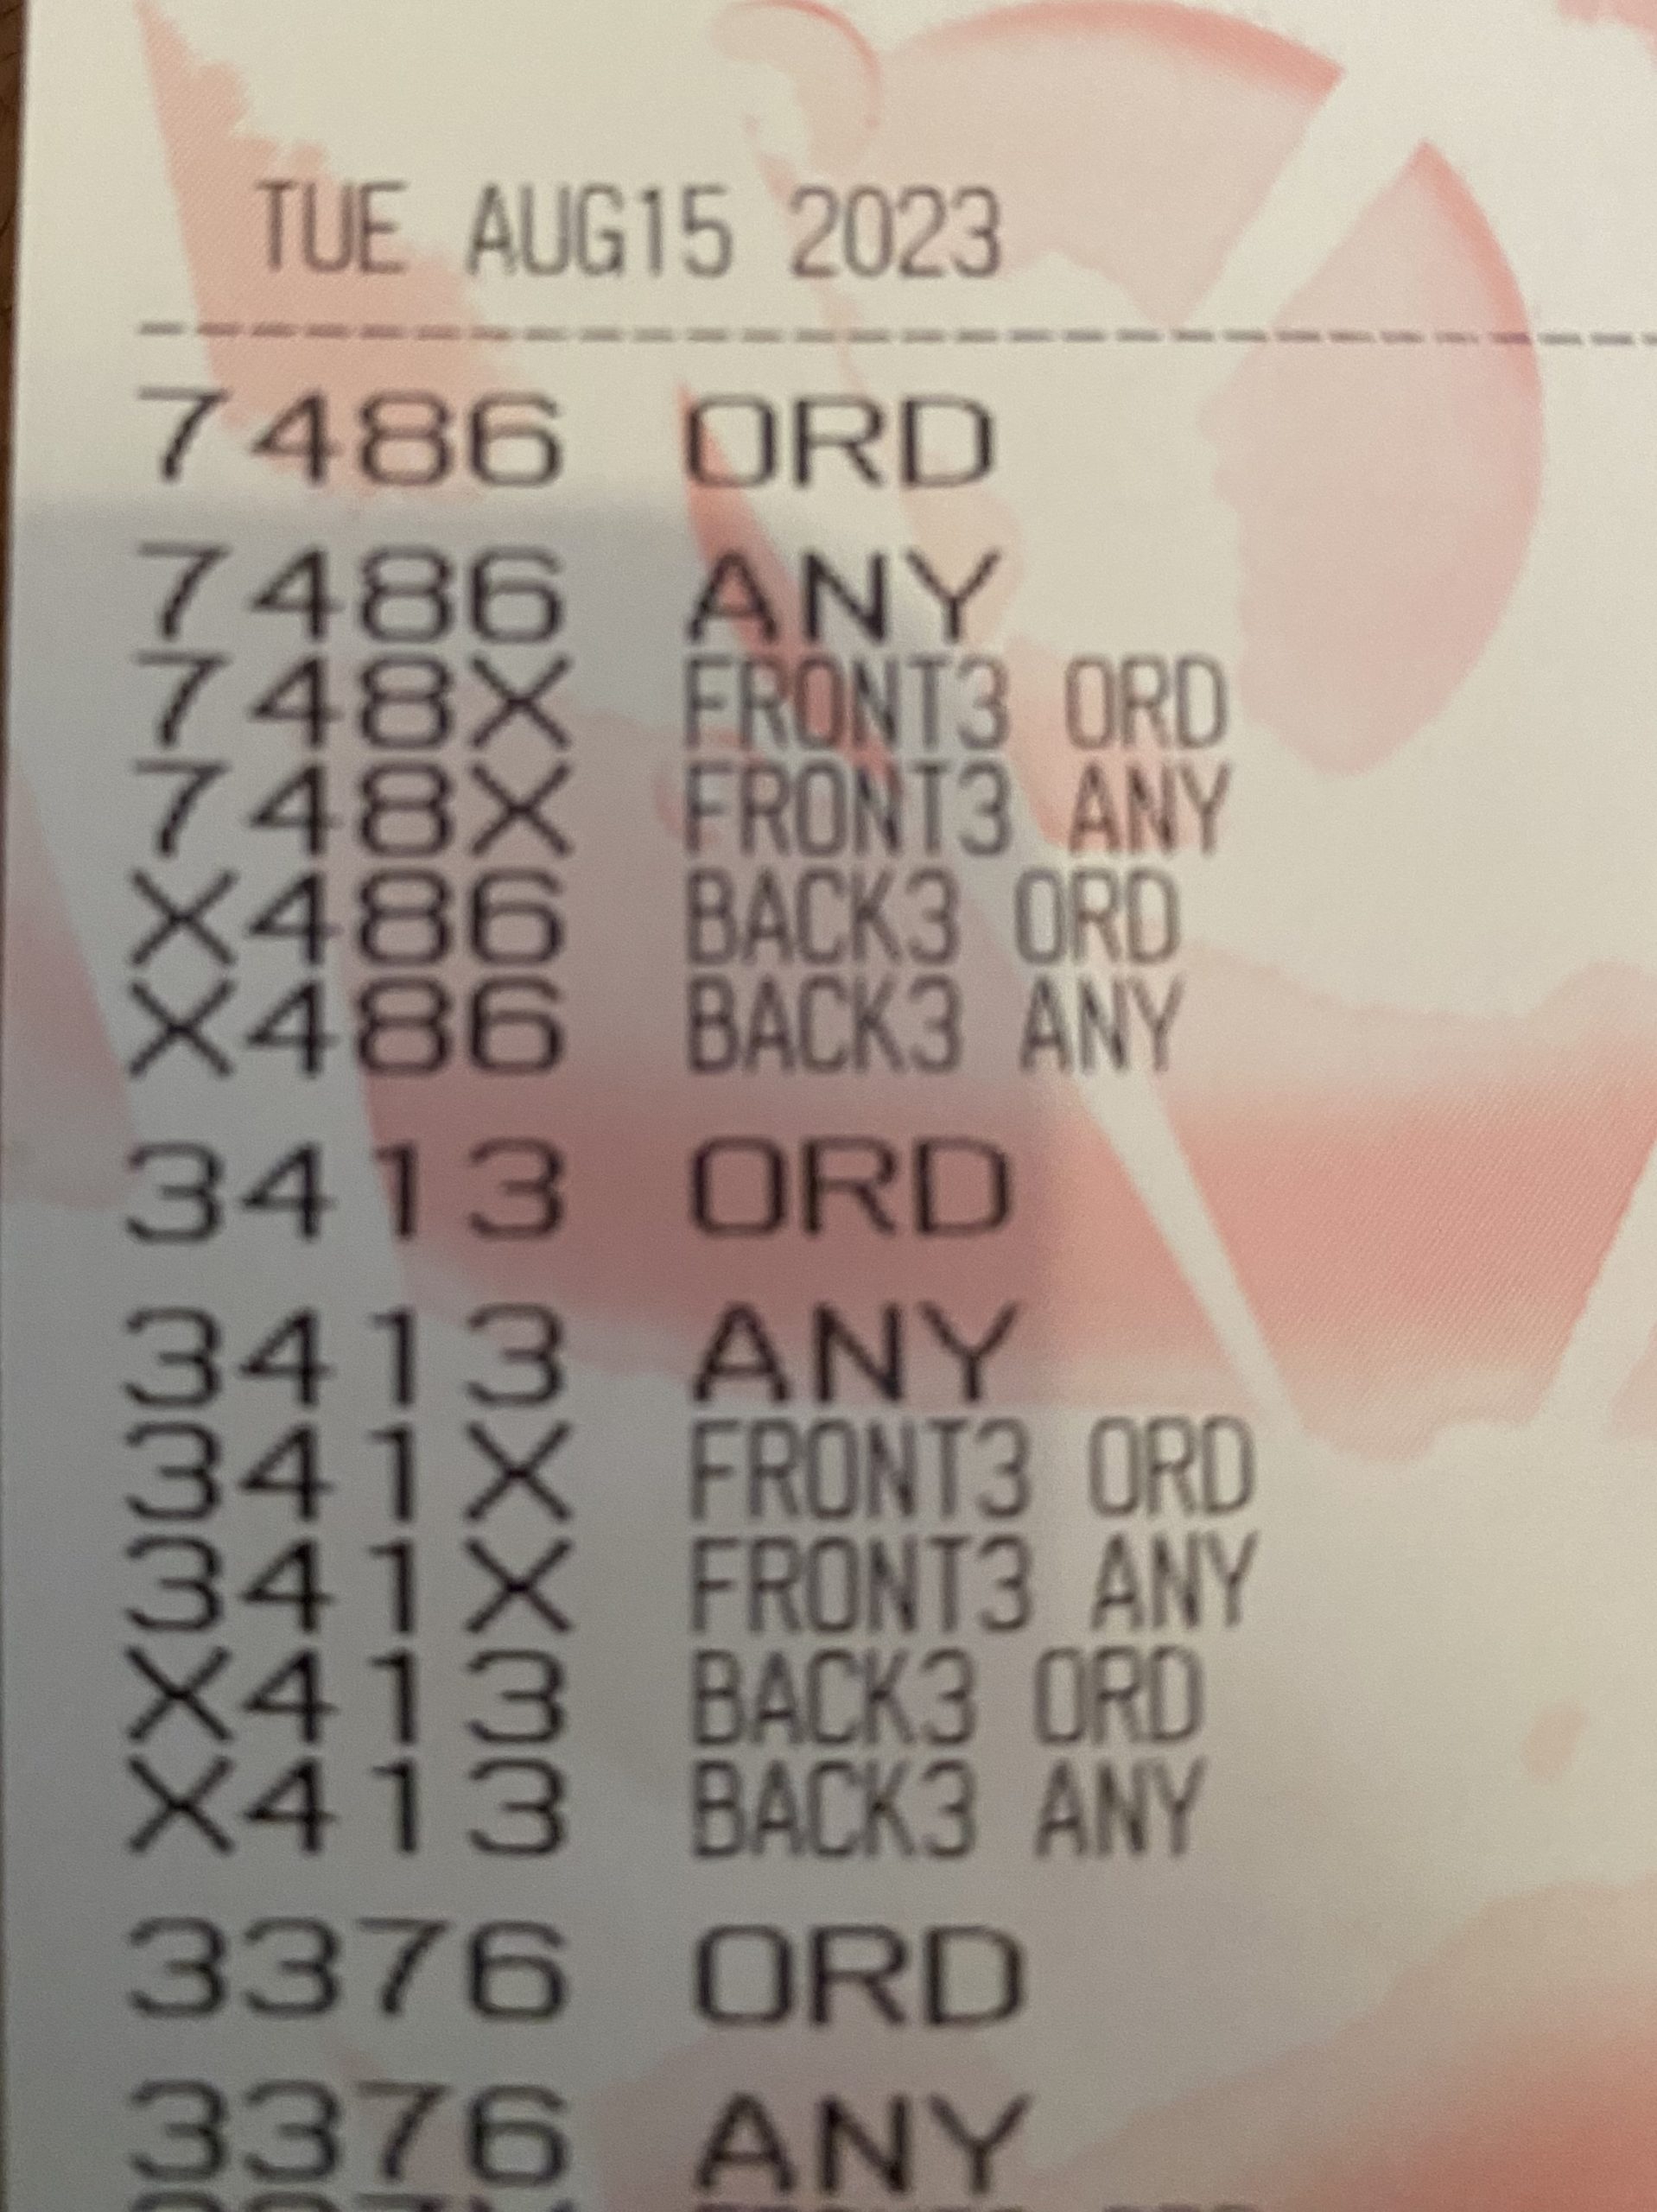 TUE AUG15 2023
--------------------------------
7486 ORD
7486 ANY
748X FRONT3 ORD
748X FRONT3 ANY
X486 BACK3 ORD
X486 BACK3 ANY
3413 ORD
3413 ANY
341X FRONT3 ORD
341X FRONT3 ANY
X413 BACK3 ORD
X413 BACK3 ANY
3376 ORD
3376 ANY